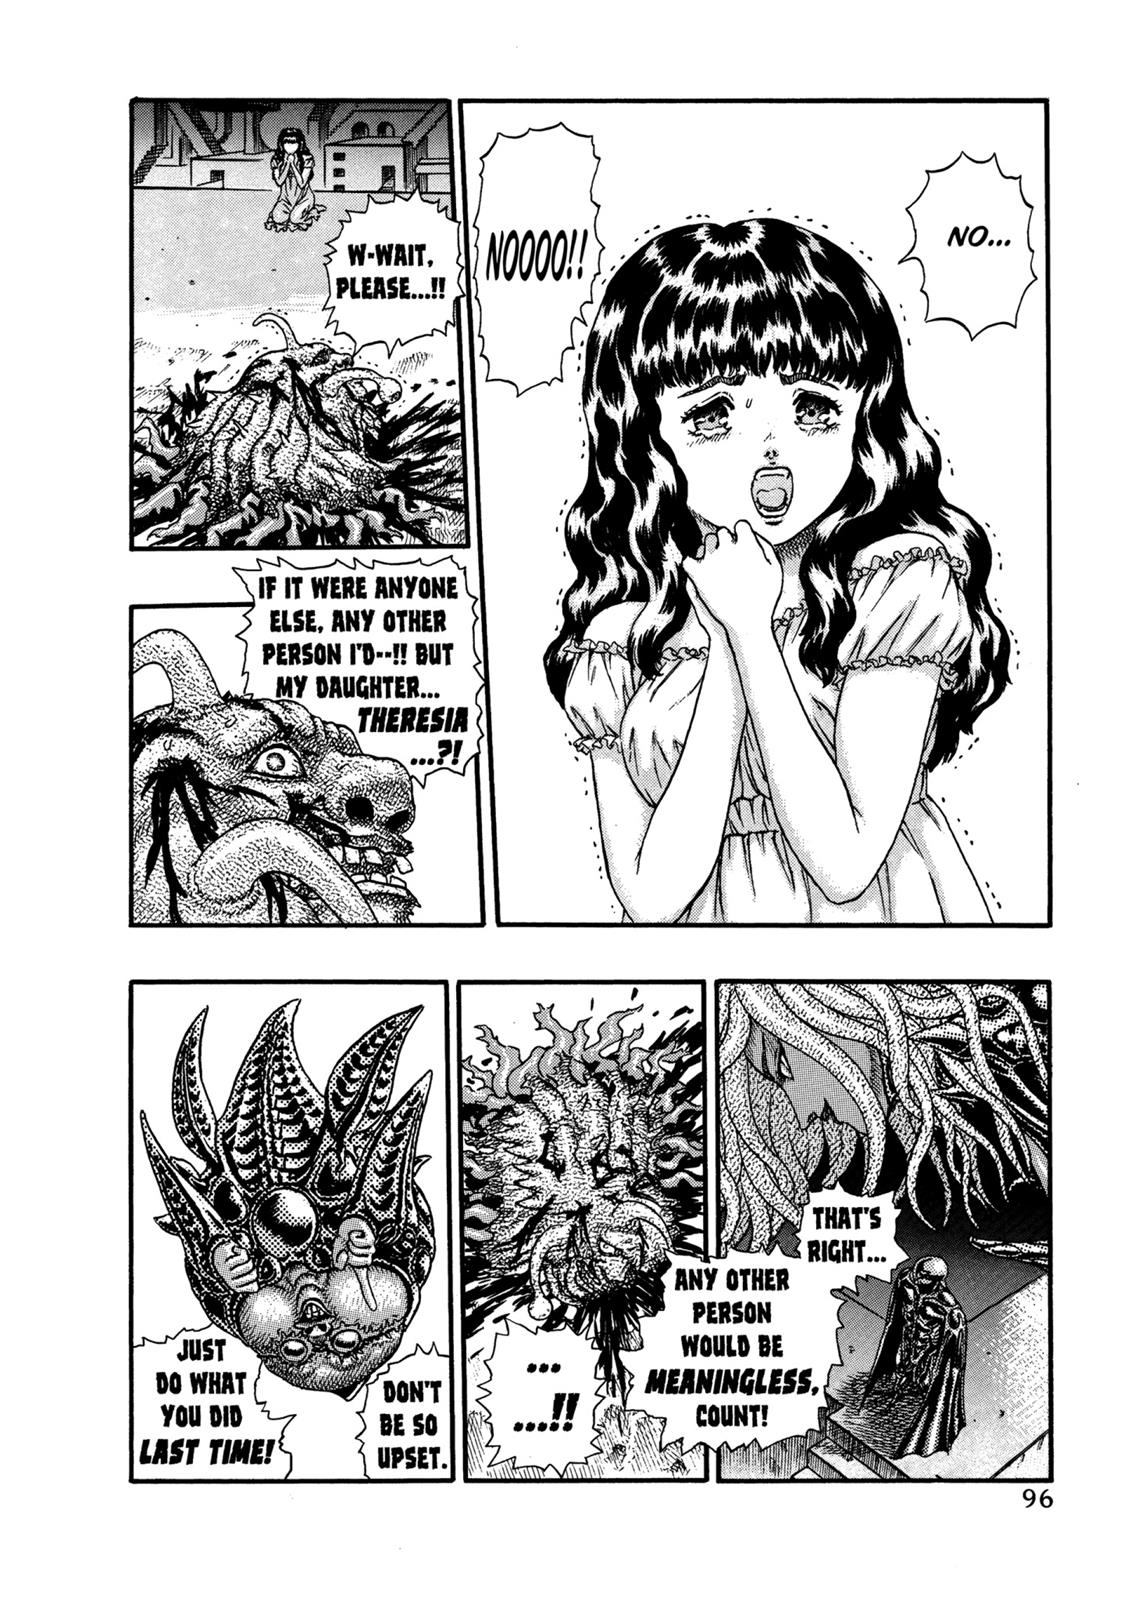 NO...
NOOOO!!
W-WAIT,
PLEASE...!!
IF IT WERE ANYONE
ELSE, ANY OTHER
PERSON I'D--!! BUT
MY DAUGHTER...
THERESIA
...?!
THAT'S
RIGHT...
ANY OTHER
PERSON
WOULD BE
MEANINGLESS,
COUNT!
...
...!!
DON'T
BE SO
UPSET.
JUST
DO WHAT
YOU DID
LAST TIME!
96